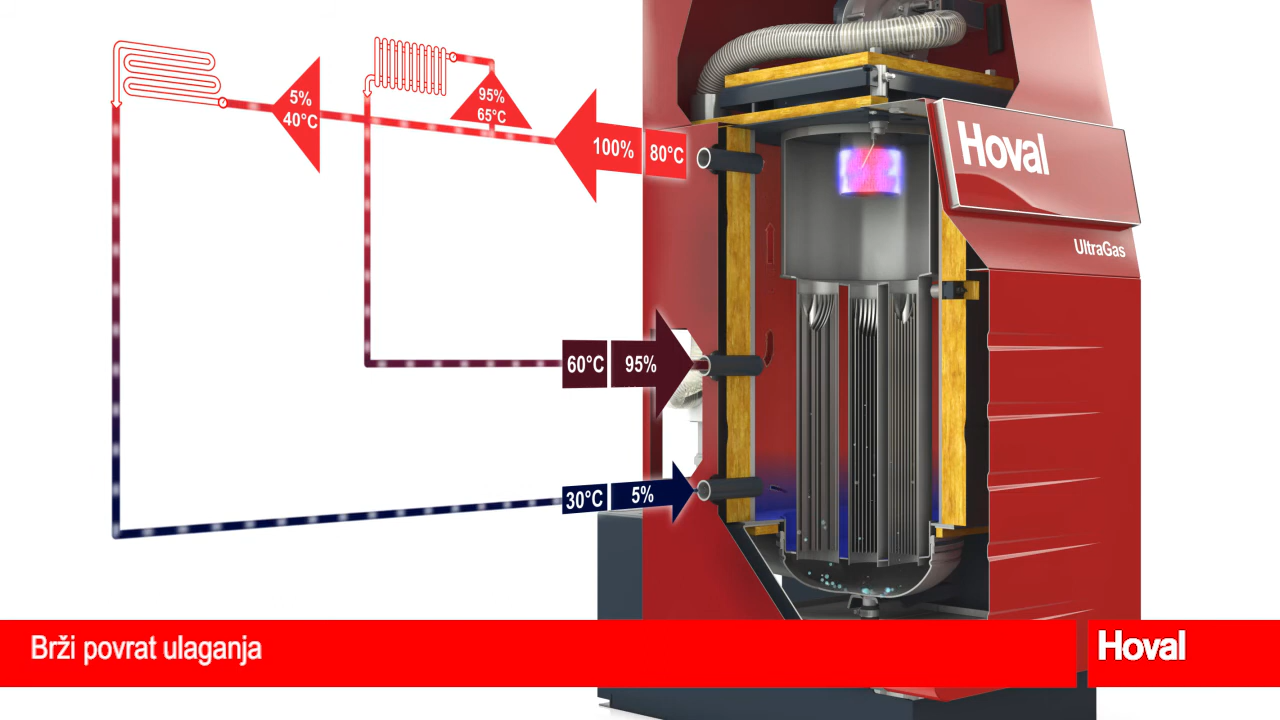 5%
40°C
95%
65°C
100% 80°C
Hoval
UltraGas
60°C 95%
30°C 5%
Brži povrat ulaganja
Hoval